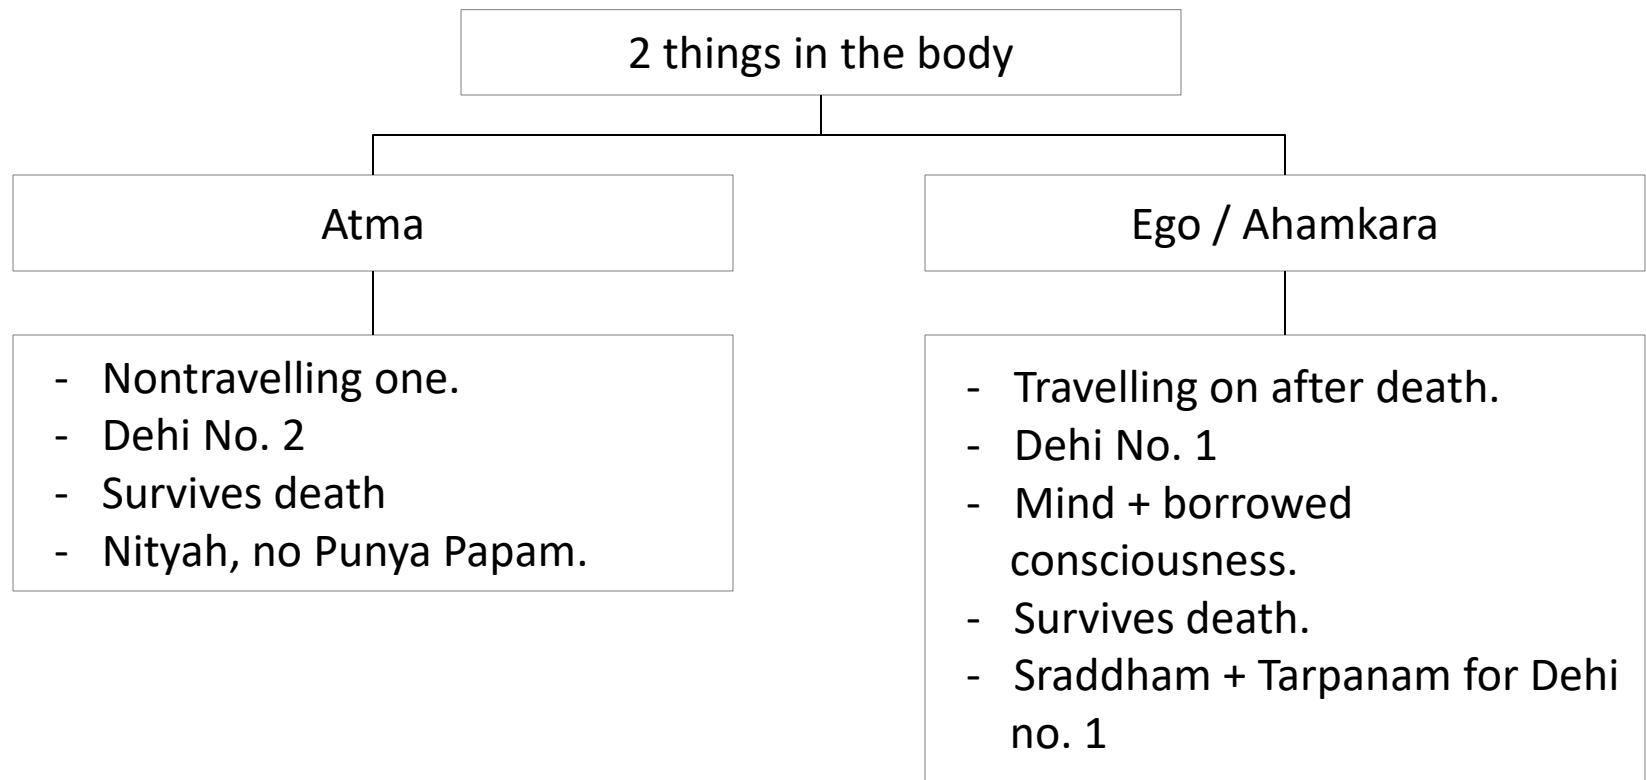 2 things in the body
Atma
- Nontravelling one.
- Dehi No. 2
- Survives death
- Nityah, no Punya Papam.
Ego / Ahamkara
- Travelling on after death.
- Dehi No. 1
- Mind + borrowed
consciousness.
- Survives death.
- Sraddham + Tarpanam for Dehi
no. 1